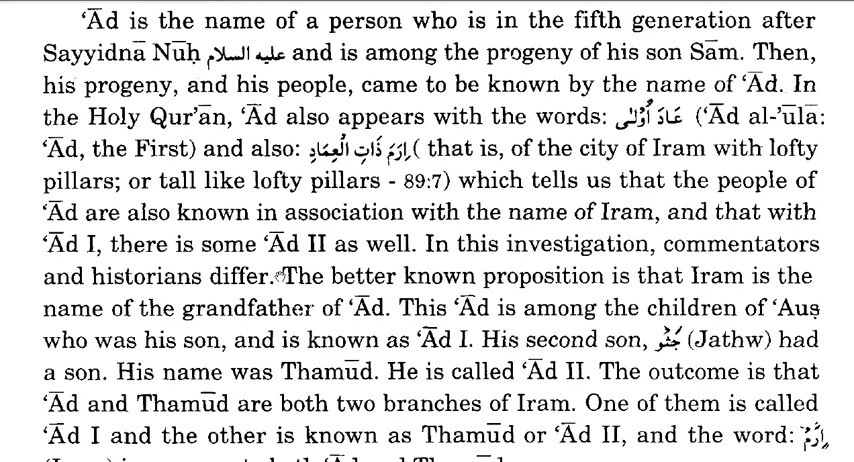 ‘Ād is the name of a person who is in the fifth generation after
Sayyidnā Nūḥ عليه السلام and is among the progeny of his son Sām. Then,
his progeny, and his people, came to be known by the name of ‘Ād. In
the Holy Qur’ān, ‘Ād also appears with the words: عَادَ أُوْلٰى (‘Ād al-’ūlā:
‘Ād, the First) and also: اِرَمَ ذَاتِ الْعِمَادِ ( that is, of the city of Iram with lofty
pillars; or tall like lofty pillars - 89:7) which tells us that the people of
‘Ād are also known in association with the name of Iram, and that with
‘Ād I, there is some ‘Ād II as well. In this investigation, commentators
and historians differ. The better known proposition is that Iram is the
name of the grandfather of ‘Ād. This ‘Ād is among the children of ‘Auṣ
who was his son, and is known as ‘Ād I. His second son, جَثْو (Jathw) had
a son. His name was Thamūd. He is called ‘Ād II. The outcome is that
‘Ād and Thamūd are both two branches of Iram. One of them is called
‘Ād I and the other is known as Thamūd or ‘Ād II, and the word: اِرَمْ